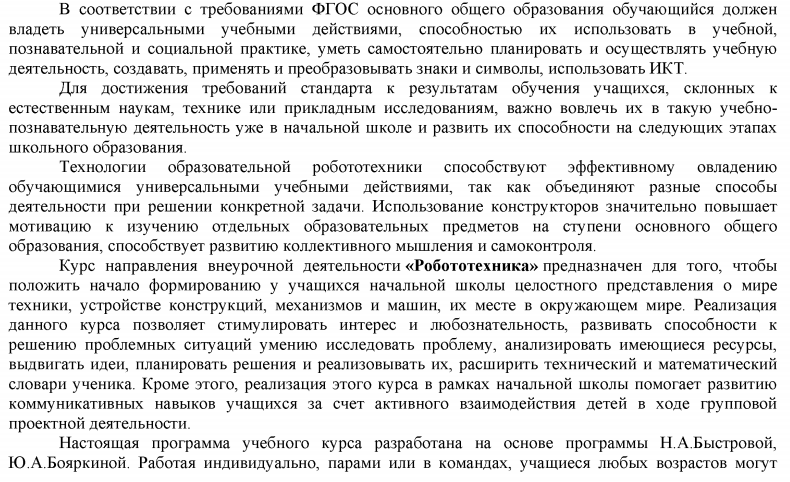 В соответствии с требованиями ФГОС основного общего образования обучающийся должен
владеть универсальными учебными действиями, способностью их использовать в учебной,
познавательной и социальной практике, уметь самостоятельно планировать и осуществлять учебную
деятельность, создавать, применять и преобразовывать знаки и символы, использовать ИКТ.
Для достижения требований стандарта к результатам обучения учащихся, склонных к
естественным наукам, технике или прикладным исследованиям, важно вовлечь их в такую учебно-
познавательную деятельность уже в начальной школе и развить их способности на следующих этапах
школьного образования.
Технологии образовательной робототехники способствуют эффективному овладению
обучающимися универсальными учебными действиями, так как объединяют разные способы
деятельности при решении конкретной задачи. Использование конструкторов значительно повышает
мотивацию к изучению отдельных образовательных предметов на ступени основного общего
образования, способствует развитию коллективного мышления и самоконтроля.
Курс направления внеурочной деятельности «Робототехника» предназначен для того, чтобы
положить начало формированию у учащихся начальной школы целостного представления о мире
техники, устройстве конструкций, механизмов и машин, их месте в окружающем мире. Реализация
данного курса позволяет стимулировать интерес и любознательность, развивать способности к
решению проблемных ситуаций умению исследовать проблему, анализировать имеющиеся ресурсы,
выдвигать идеи, планировать решения и реализовывать их, расширить технический и математический
словари ученика. Кроме этого, реализация этого курса в рамках начальной школы помогает развитию
коммуникативных навыков учащихся за счет активного взаимодействия детей в ходе групповой
проектной деятельности.
Настоящая программа учебного курса разработана на основе программы Н.А.Быстровой,
Ю.А.Бояркиной. Работая индивидуально, парами или в командах, учащиеся любых возрастов могут